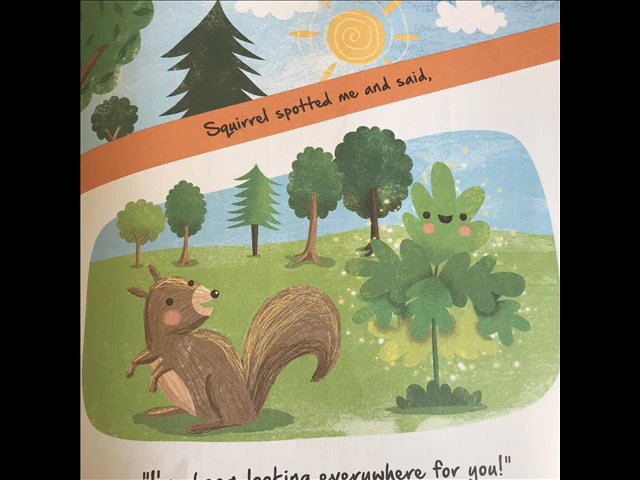 Squirrel spotted me and said,
"I've been looking everywhere for you!"